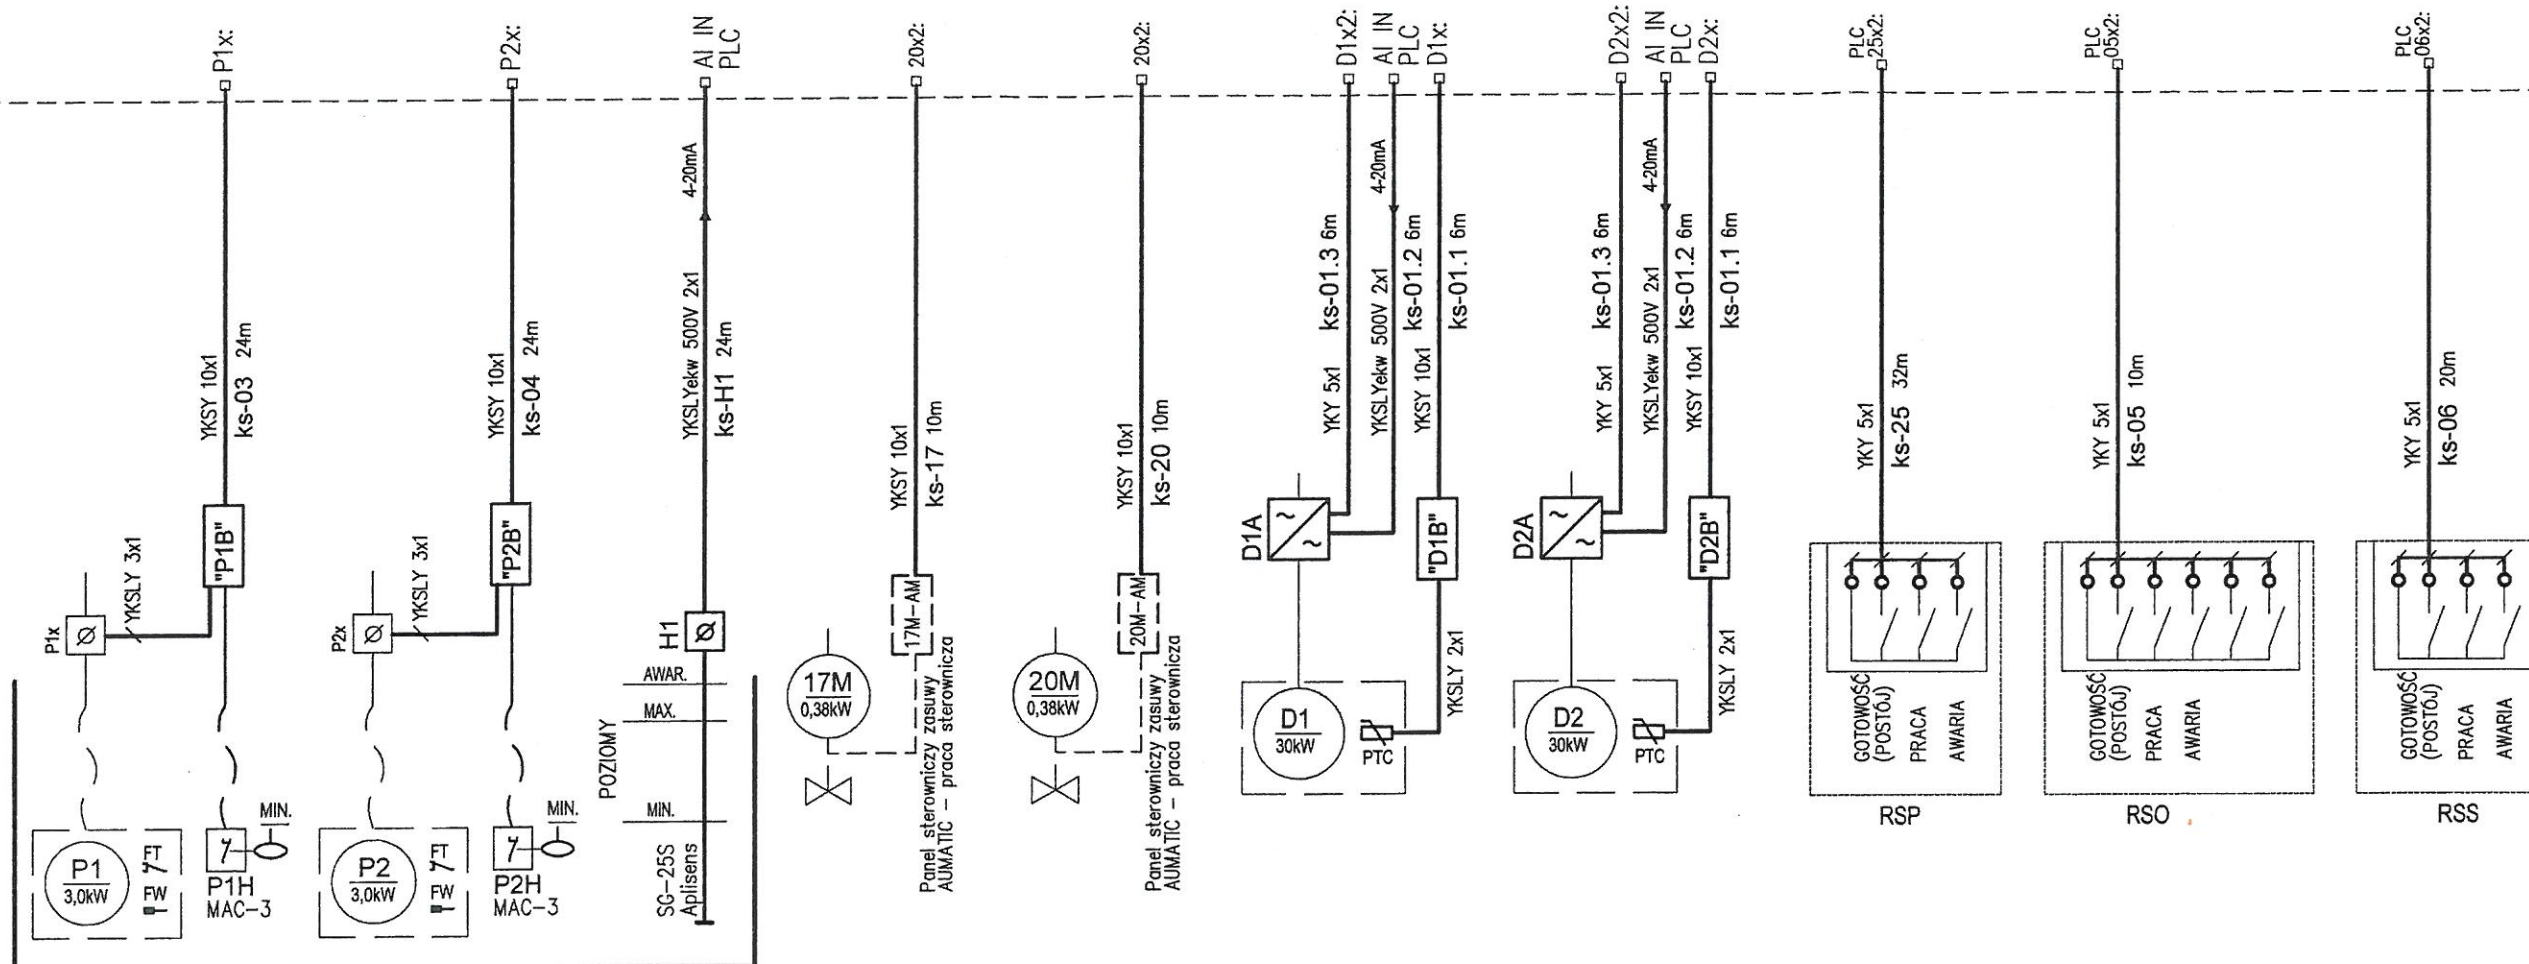 P1x:
P2x:
AI IN
PLC
20x2:
20x2:
D1x2:
AI IN
PLC
D1x:
D2x2:
AI IN
PLC
D2x:
PLC
25x2:
PLC
05x2:
PLC
06x2:
YKSY 10x1
ks-03 24m
YKSY 10x1
ks-04 24m
4-20mA
YKSLYekw 500V 2x1
ks-H1 24m
YKSY 10x1
ks-17 10m
YKSY 10x1
ks-20 10m
YKY 5x1
ks-01.3 6m
4-20mA
YKSLYekw 500V 2x1
ks-01.2 6m
YKSY 10x1
ks-01.1 6m
YKY 5x1
ks-01.3 6m
4-20mA
YKSLYekw 500V 2x1
ks-01.2 6m
YKSY 10x1
ks-01.1 6m
YKY 5x1
ks-25 32m
YKY 5x1
ks-05 10m
YKY 5x1
ks-06 20m
P1x
YKSLY 3x1
"P1B"
P2x
YKSLY 3x1
"P2B"
H1
17M-AM
20M-AM
D1A
"D1B"
D2A
"D2B"
POZIOMY
AWAR.
MAX.
MIN.
SG-25S
Aplisens
17M
0,38kW
Panel sterowniczy zasuwy
AUMATIC – praca sterownicza
20M
0,38kW
Panel sterowniczy zasuwy
AUMATIC – praca sterownicza
D1
30kW
PTC
YKSLY 2x1
D2
30kW
PTC
YKSLY 2x1
P1
3,0kW
FT
FW
P1H
MAC-3
MIN.
P2
3,0kW
FT
FW
P2H
MAC-3
MIN.
GOTOWOŚĆ
(POSTÓJ)
PRACA
AWARIA
RSP
GOTOWOŚĆ
(POSTÓJ)
PRACA
AWARIA
RSO
GOTOWOŚĆ
(POSTÓJ)
PRACA
AWARIA
RSS